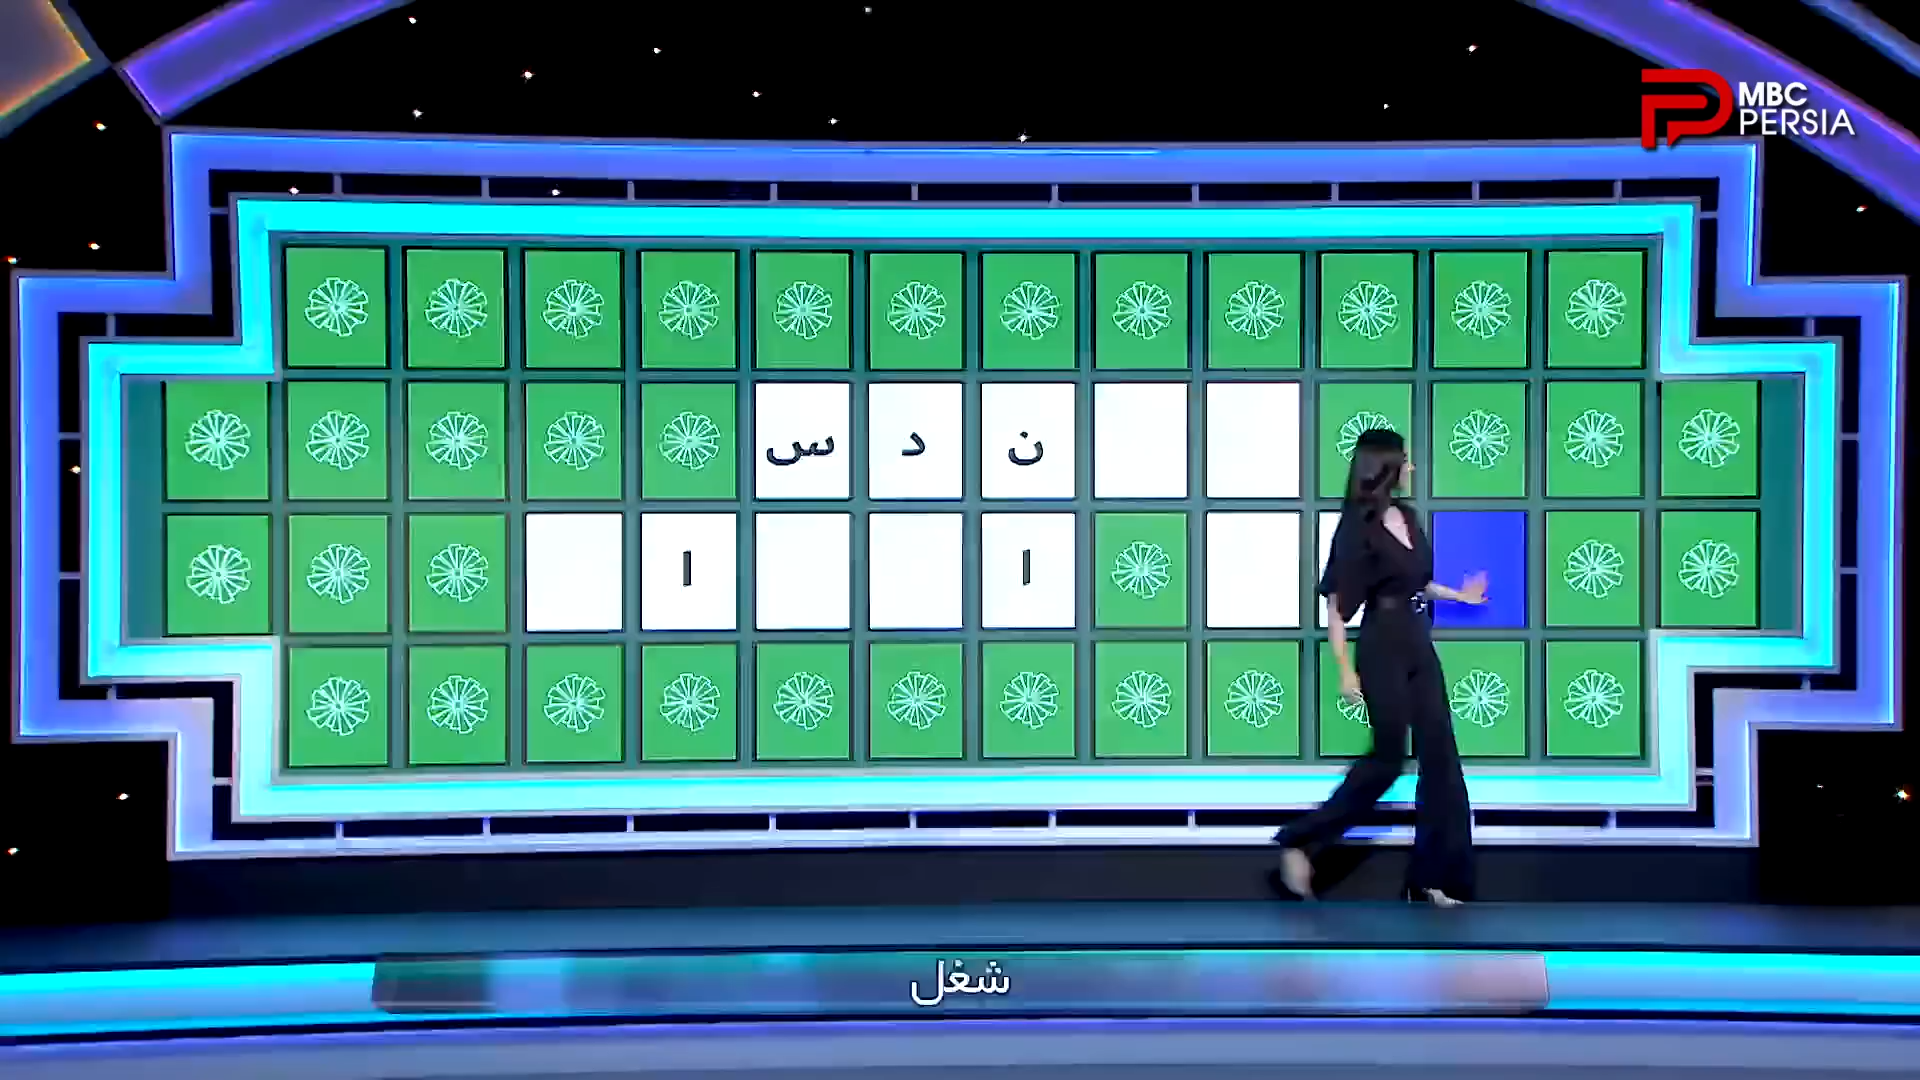 MBC
PERSIA
ن د س
ا ا
شغل